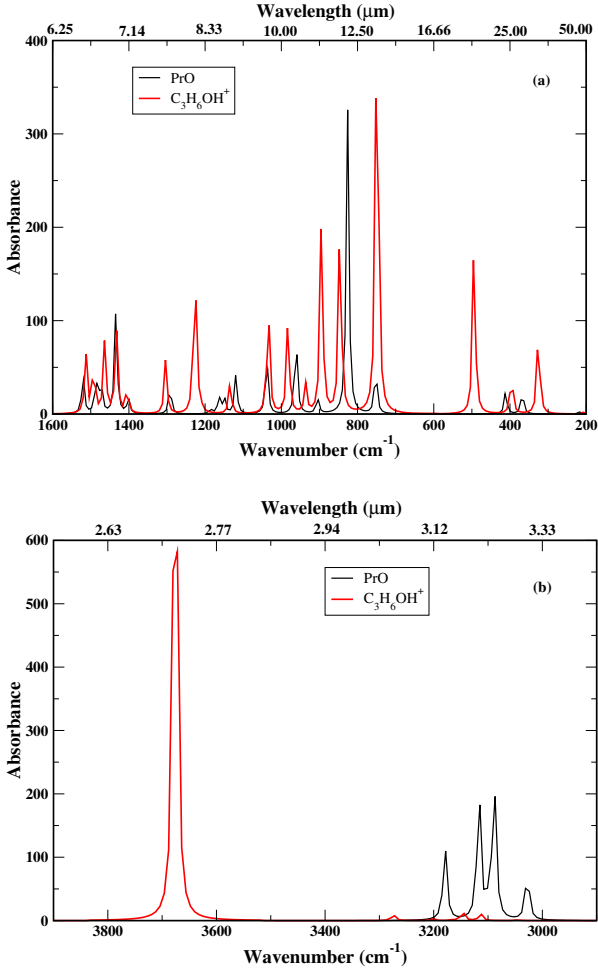 Wavelength (μm)
6.25 7.14 8.33 10.00 12.50 16.66 25.00 50.00
400
300
200
100
0
Absorbance
PrO
C₃H₆OH⁺
(a)
1600 1400 1200 1000 800 600 400 200
Wavenumber (cm⁻¹)
Wavelength (μm)
2.63 2.77 2.94 3.12 3.33
600
500
400
300
200
100
0
Absorbance
PrO
C₃H₆OH⁺
(b)
3800 3600 3400 3200 3000
Wavenumber (cm⁻¹)